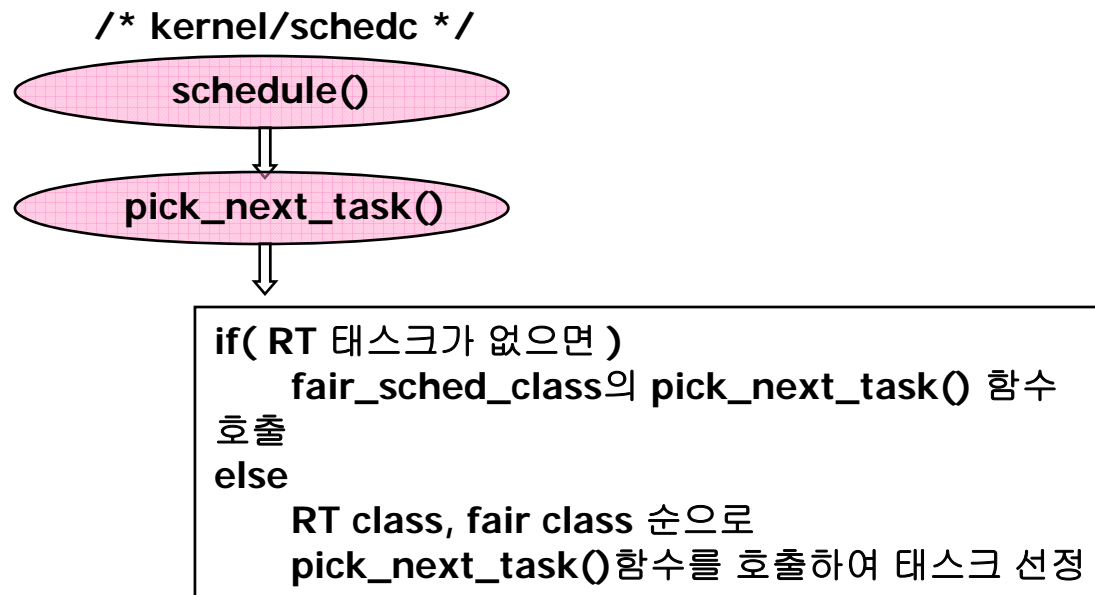 /* kernel/schedc */
schedule()
pick_next_task()
if( RT 태스크가 없으면 )
fair_sched_class의 pick_next_task() 함수
호출
else
RT class, fair class 순으로
pick_next_task()함수를 호출하여 태스크 선정